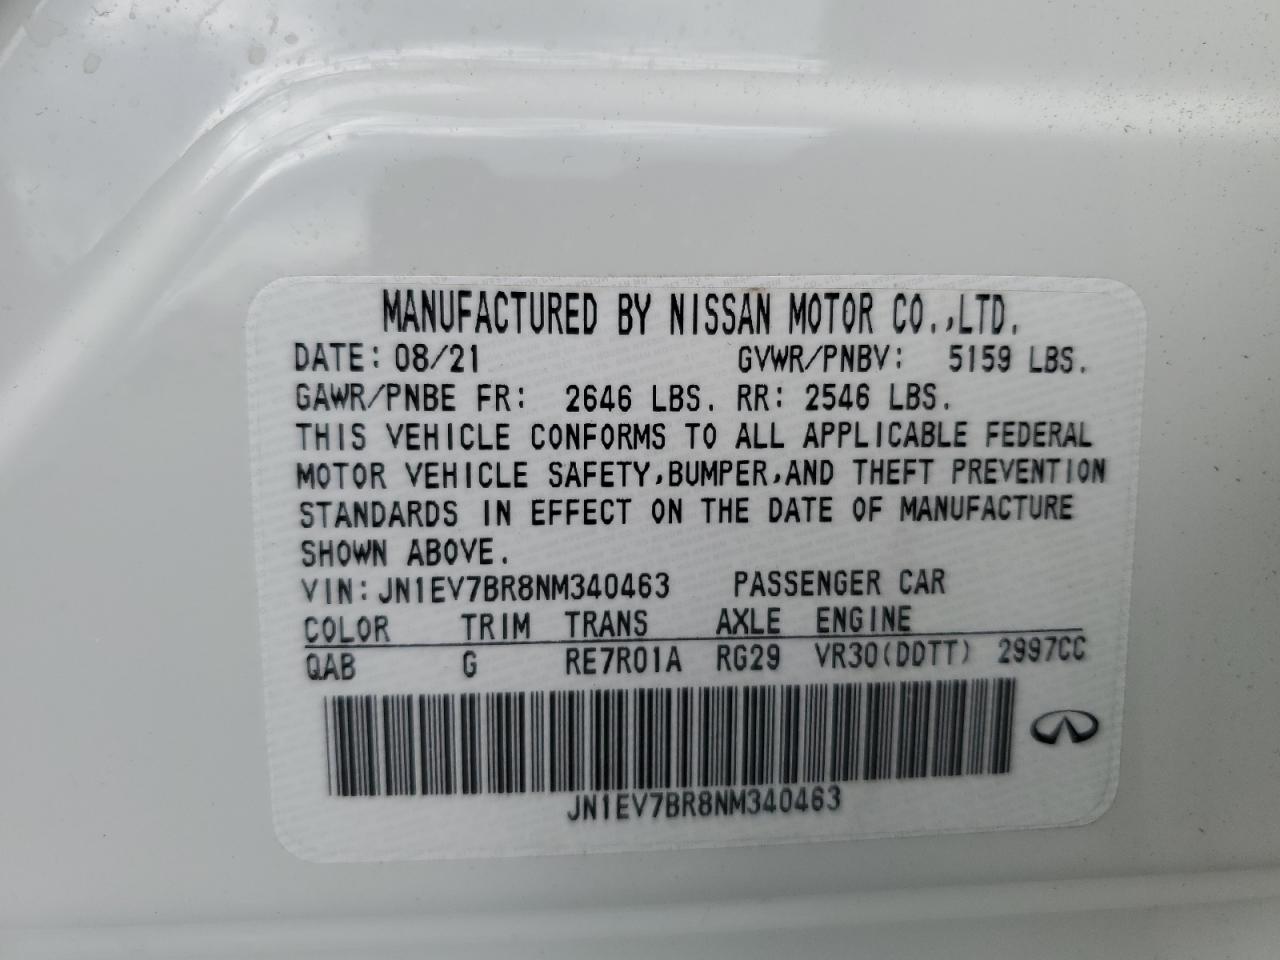 MANUFACTURED BY NISSAN MOTOR CO.,LTD.
DATE: 08/21 GVWR/PNBV: 5159 LBS.
GAWR/PNBE FR: 2646 LBS. RR: 2546 LBS.
THIS VEHICLE CONFORMS TO ALL APPLICABLE FEDERAL
MOTOR VEHICLE SAFETY,BUMPER,AND THEFT PREVENTION
STANDARDS IN EFFECT ON THE DATE OF MANUFACTURE
SHOWN ABOVE.
VIN:JN1EV7BR8NM340463 PASSENGER CAR
COLOR TRIM TRANS AXLE ENGINE
QAB G RE7R01A RG29 VR30(DDTT) 2997CC
JN1EV7BR8NM340463